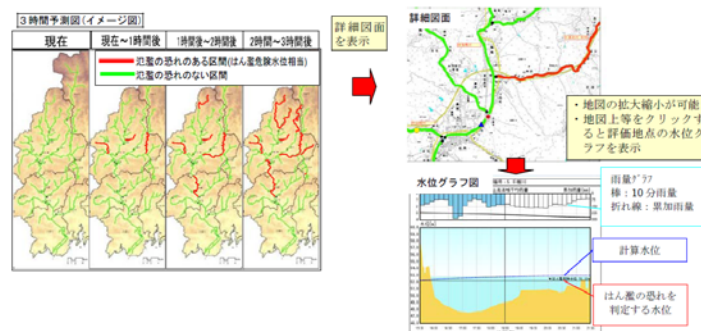 3時間予測図(イメージ図)
現在
現在~1時間後
1時間後~2時間後
2時間~3時間後
氾濫の恐れのある区間(はん濫危険水位相当)
氾濫の恐れのない区間
詳細図面
を表示
詳細図面
・地図の拡大縮小が可能
・地図上等をクリックす
ると評価地点の水位グ
ラフを表示
水位グラフ図
雨量グラフ
棒:10分雨量
折れ線:累加雨量
計算水位
はん濫の恐れを
判定する水位